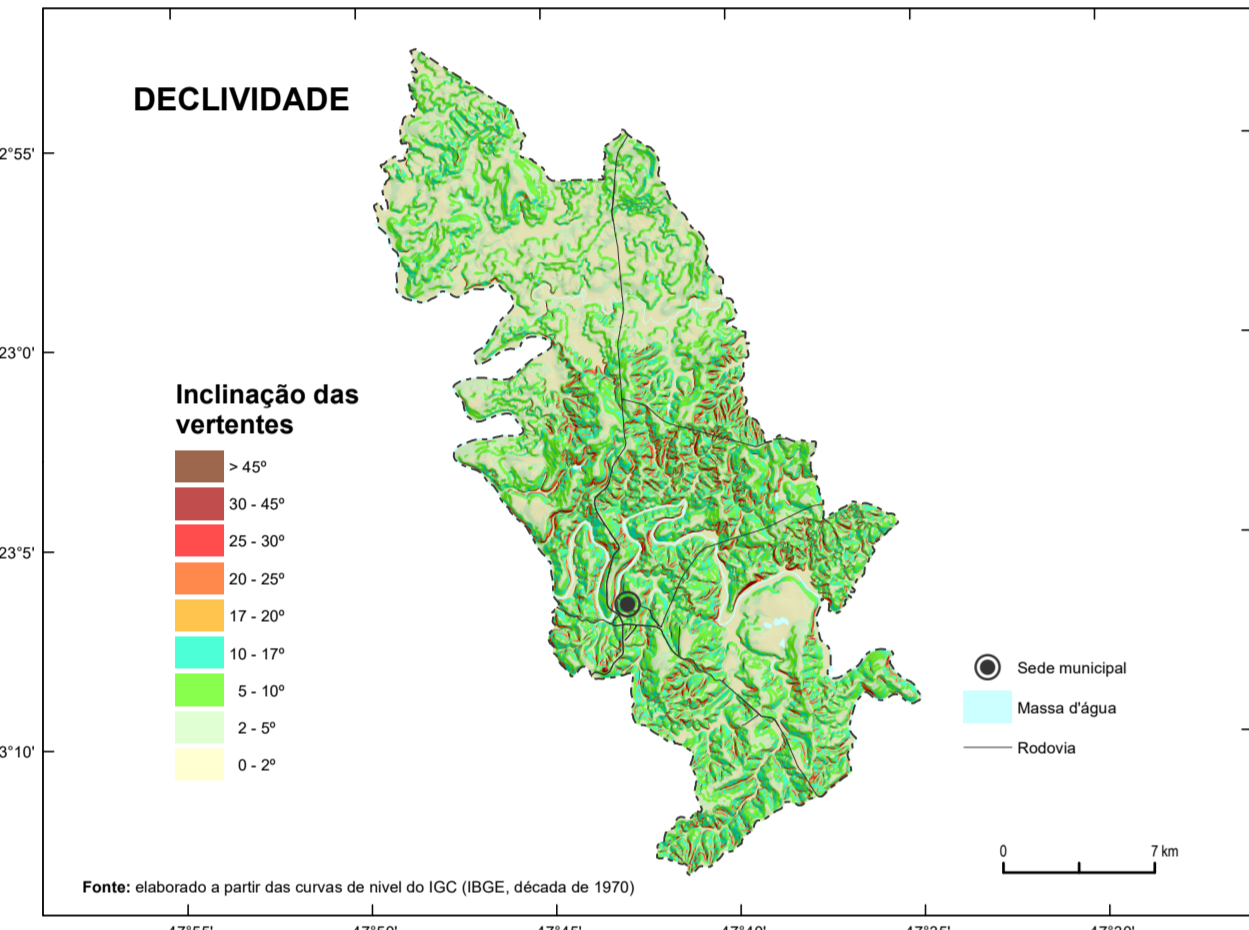 DECLIVIDADE
2°55'
23°0'
23°5'
3°10'
Inclinação das
vertentes
> 45º
30 - 45º
25 - 30º
20 - 25º
17 - 20º
10 - 17º
5 - 10º
2 - 5º
0 - 2º
Sede municipal
Massa d'água
Rodovia
0 7 km
Fonte: elaborado a partir das curvas de nivel do IGC (IBGE, década de 1970)